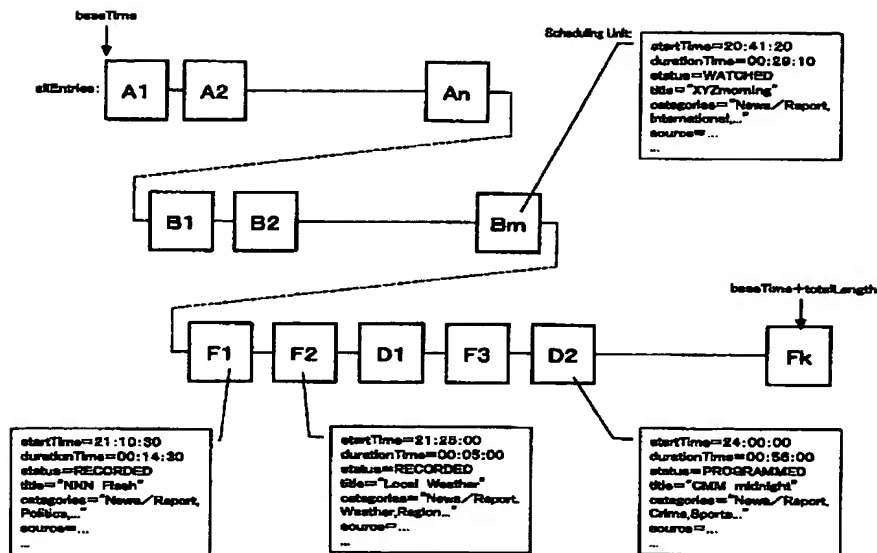 baseTime
Scheduling Unit:
startTime=20:41:20
durationTime=00:29:10
status=WATCHED
title="XYZmorning"
categories="News/Report,
International,..."
source=...
...
allEntries:
A1
A2
An
B1
B2
Bm
baseTime+totalLength
F1
F2
D1
F3
D2
Fk
startTime=21:10:30
durationTime=00:14:30
status=RECORDED
title="NNN Flash"
categories="News/Report,
Politics,..."
source=...
...
startTime=21:25:00
durationTime=00:05:00
status=RECORDED
title="Local Weather"
categories="News/Report,
Weather,Region..."
source=...
...
startTime=24:00:00
durationTime=00:56:00
status=PROGRAMMED
title="CMM midnight"
categories="News/Report,
Crime,Sports..."
source=...
...